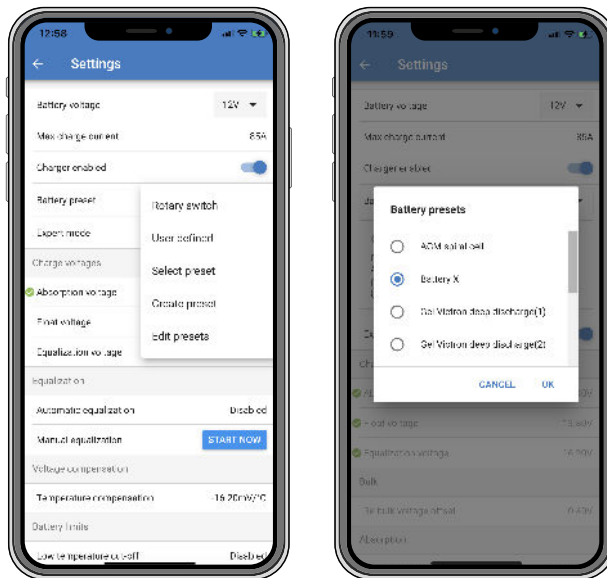 12:58
Settings
Battery voltage 12V
Max charge current 85A
Charger enabled
Battery preset
Rotary switch
User defined
Select preset
Create preset
Edit presets
Expert mode
Charge voltages
Absorption voltage
Float voltage
Equalization voltage
Equalization
Automatic equalization Disabled
Manual equalization START NOW
Voltage compensation
Temperature compensation -16.20mV/°C
Battery limits
Low temperature cut-off Disabled
11:59
Settings
Battery voltage 12V
Max charge current 85A
Charger enabled
Battery presets
AGM spiral cell
Battery X
Gel Victron deep discharge(1)
Gel Victron deep discharge(2)
CANCEL OK
Float voltage
Equalization voltage
Bulk
Re-bulk voltage offset
Absorption